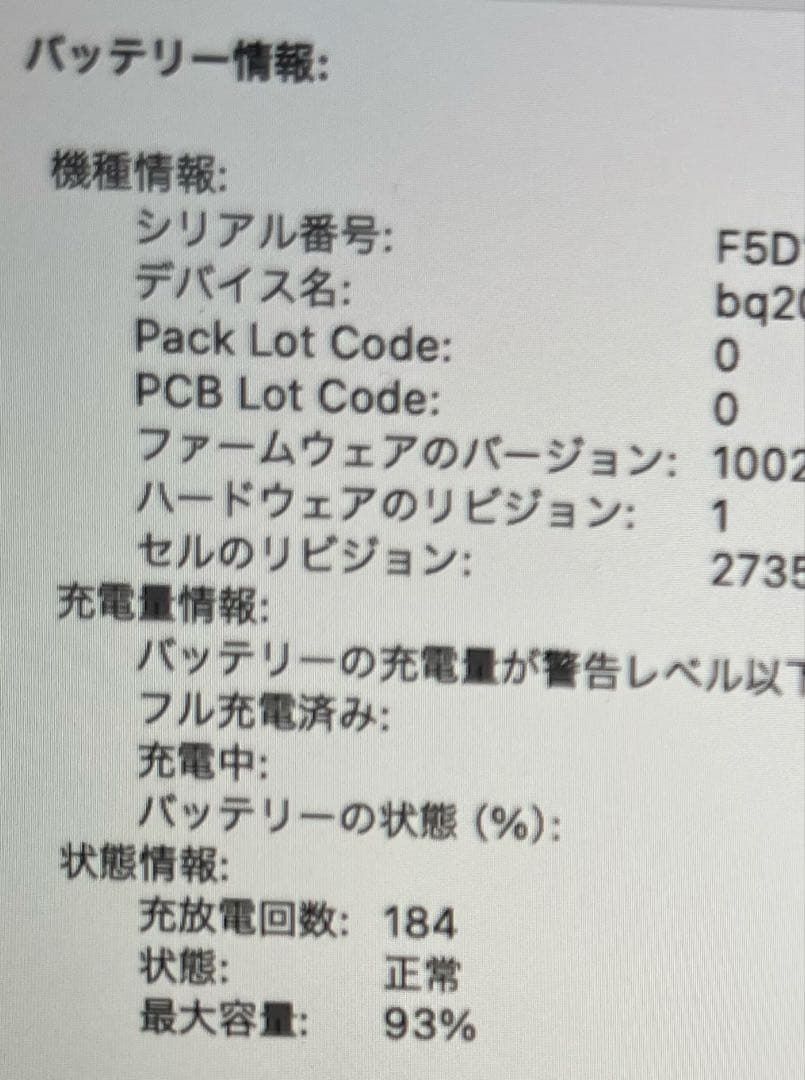 バッテリー情報:
機種情報:
シリアル番号: F5D
デバイス名: bq20
Pack Lot Code: 0
PCB Lot Code: 0
ファームウェアのバージョン: 1002
ハードウェアのリビジョン: 1
セルのリビジョン: 2735
充電量情報:
バッテリーの充電量が警告レベル以下
フル充電済み:
充電中:
バッテリーの状態 (%):
状態情報:
充放電回数: 184
状態: 正常
最大容量: 93%